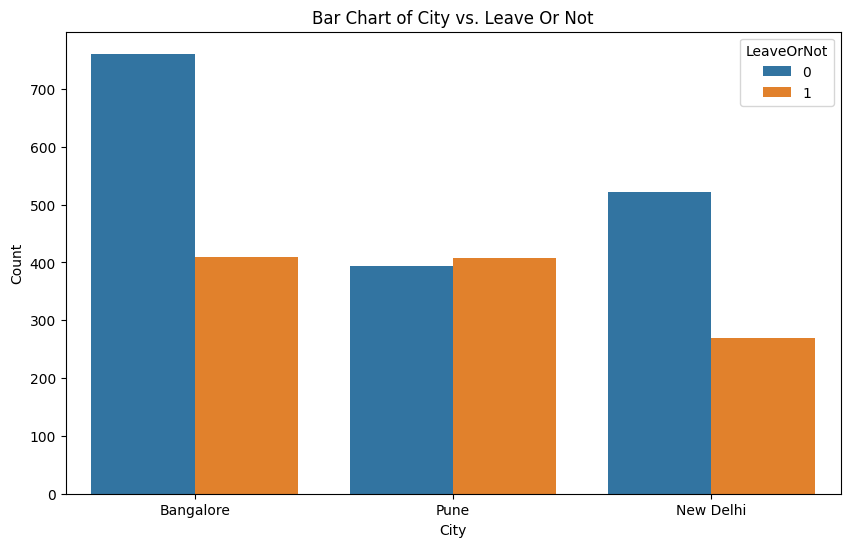 Bar Chart of City vs. Leave Or Not
LeaveOrNot
0
1
700
600
500
400
300
200
100
0
Count
Bangalore
Pune
New Delhi
City